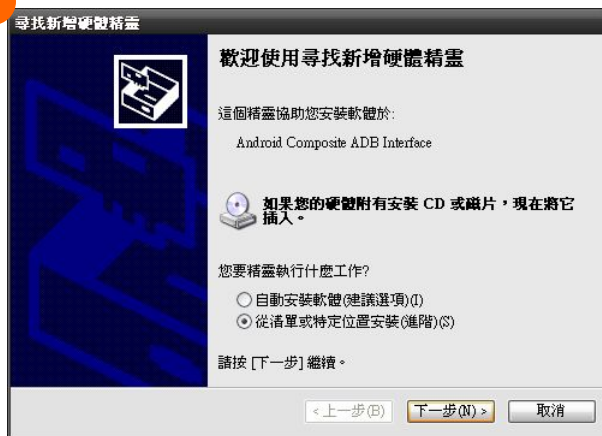 尋找新增硬體精靈
歡迎使用尋找新增硬體精靈
這個精靈協助您安裝軟體於:
Android Composite ADB Interface
如果您的硬體附有安裝 CD 或磁片，現在將它
插入。
您要精靈執行什麼工作?
自動安裝軟體(建議選項)(I)
從清單或特定位置安裝(進階)(S)
請按 [下一步] 繼續。
<上一步(B)
下一步(N) >
取消